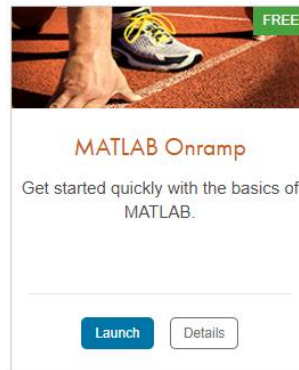 FREE
MATLAB Onramp
Get started quickly with the basics of
MATLAB.
Launch
Details